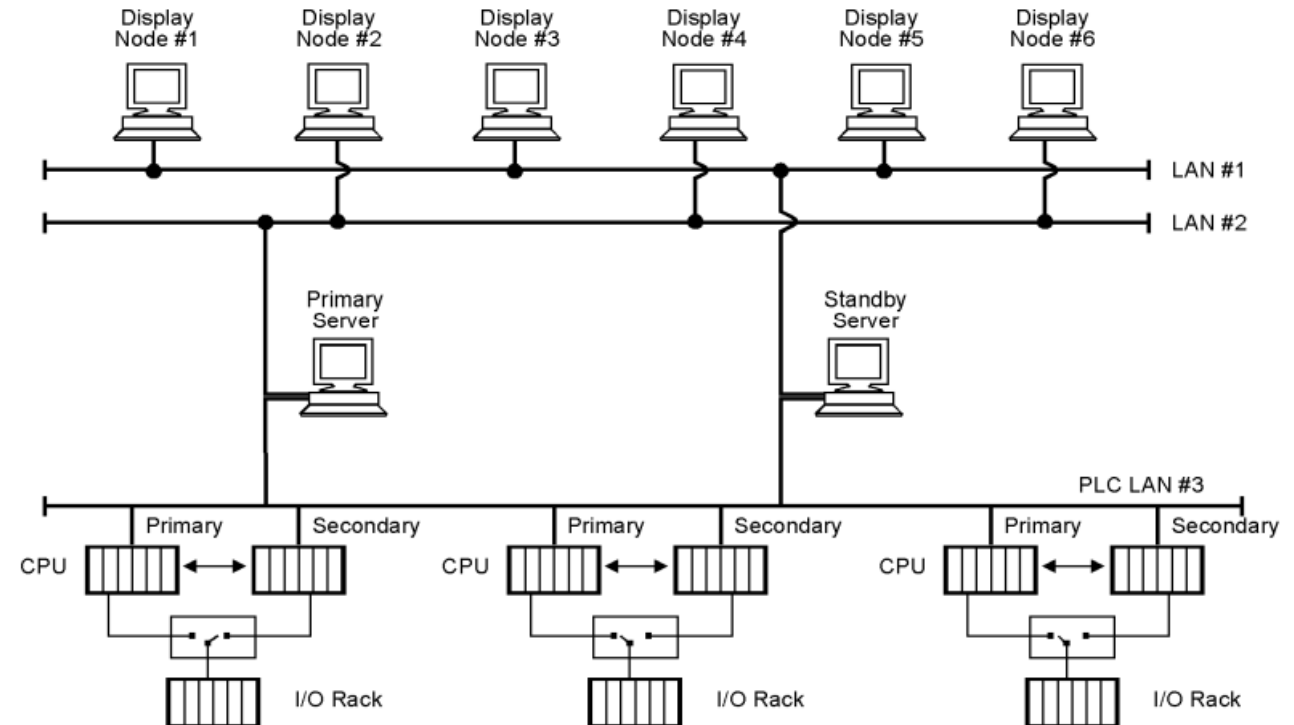 Display
Node #1
Display
Node #2
Display
Node #3
Display
Node #4
Display
Node #5
Display
Node #6
LAN #1
LAN #2
Primary
Server
Standby
Server
PLC LAN #3
Primary
Secondary
Primary
Secondary
Primary
Secondary
CPU
CPU
CPU
I/O Rack
I/O Rack
I/O Rack